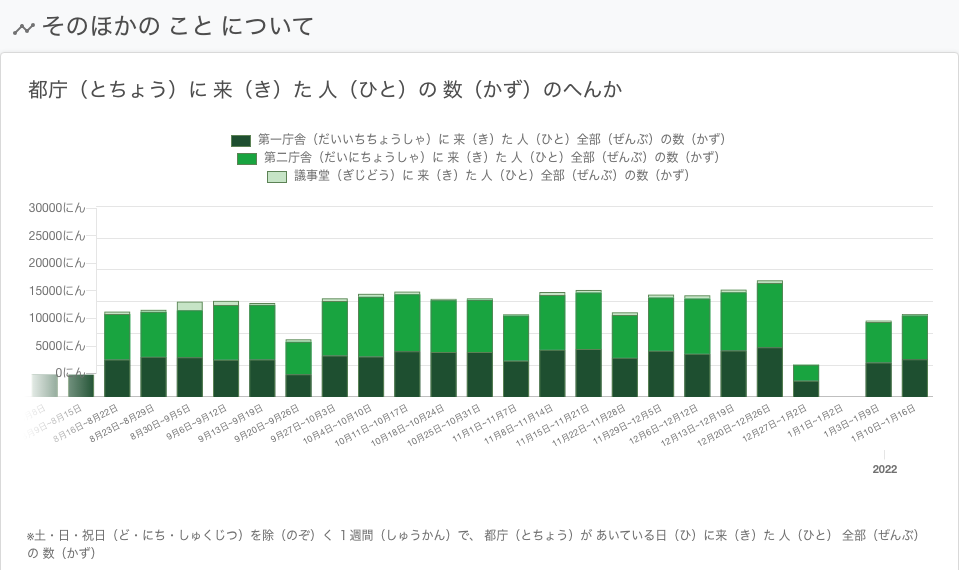 そのほかの こと について
都庁（とちょう）に 来（き）た 人（ひと）の 数（かず）のへんか
第一庁舎（だいいちちょうしゃ）に 来（き）た 人（ひと）全部（ぜんぶ）の数（かず）
第二庁舎（だいにちょうしゃ）に 来（き）た 人（ひと）全部（ぜんぶ）の数（かず）
議事堂（ぎじどう）に 来（き）た 人（ひと）全部（ぜんぶ）の数（かず）
30000にん
25000にん
20000にん
15000にん
10000にん
5000にん
0にん
8月16日~8月22日
8月23日~8月29日
8月30日~9月5日
9月6日~9月12日
9月13日~9月19日
9月20日~9月26日
9月27日~10月3日
10月4日~10月10日
10月11日~10月17日
10月18日~10月24日
10月25日~10月31日
11月1日~11月7日
11月8日~11月14日
11月15日~11月21日
11月22日~11月28日
11月29日~12月5日
12月6日~12月12日
12月13日~12月19日
12月20日~12月26日
12月27日~1月2日
1月1日~1月2日
1月3日~1月9日
1月10日~1月16日
2022
※土・日・祝日（ど・にち・しゅくじつ）を除（のぞ）く １週間（しゅうかん）で、 都庁（とちょう）が あいている日（ひ）に来（き）た 人（ひと） 全部（ぜんぶ）
の 数（かず）